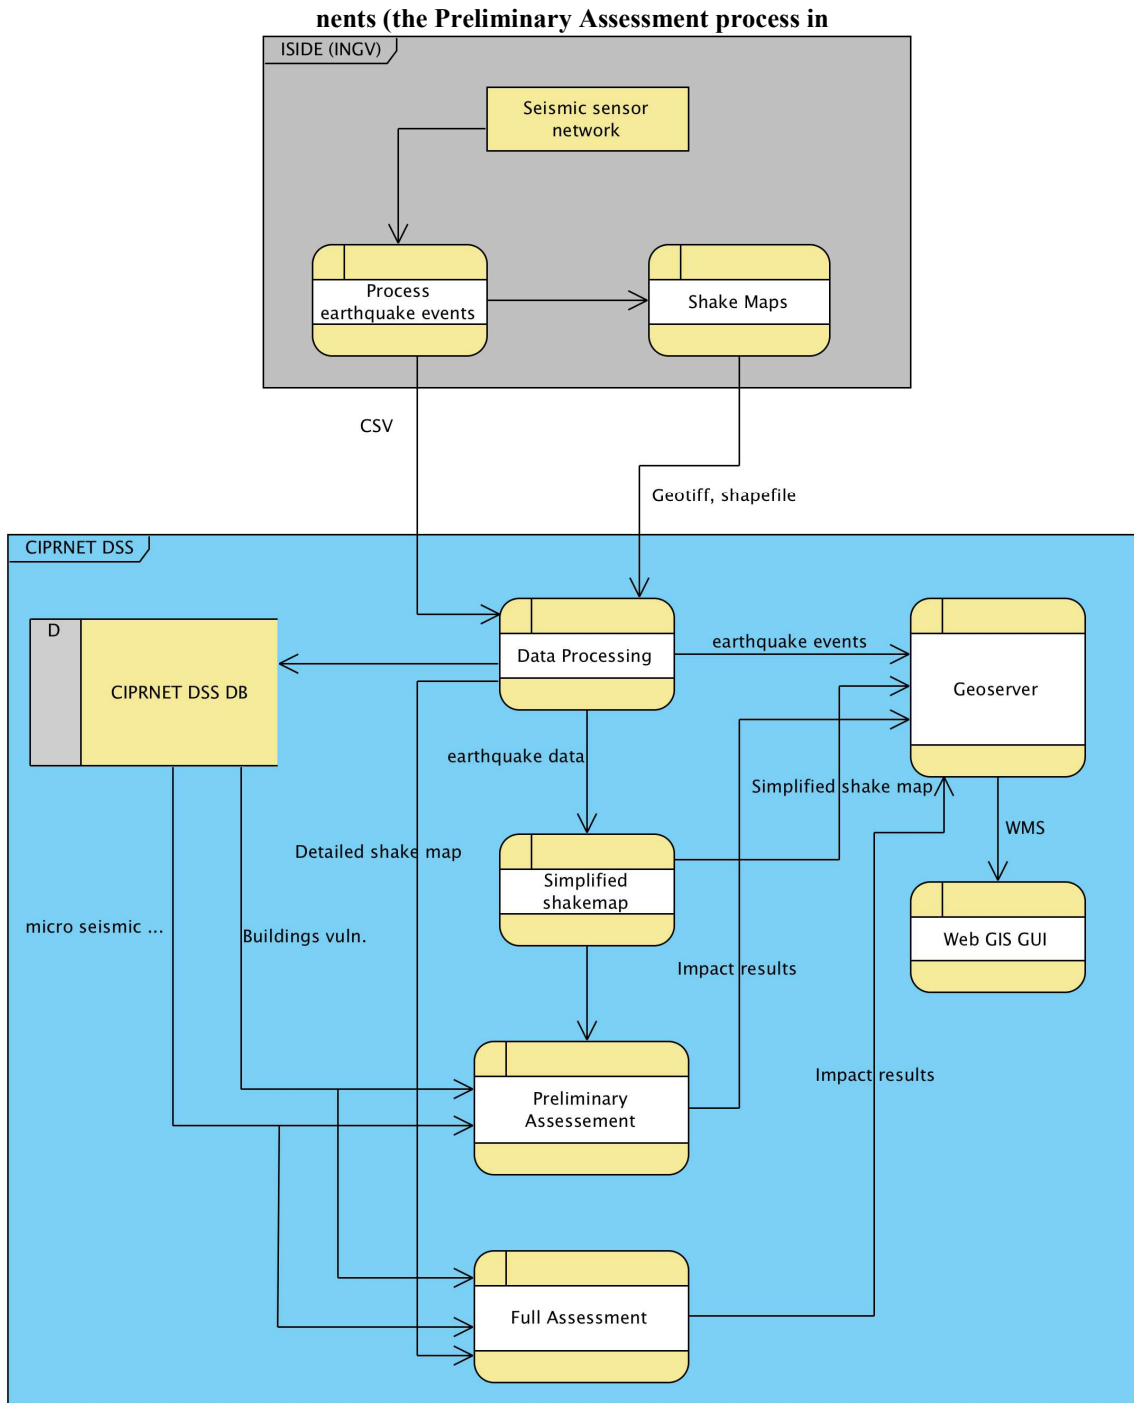 nents (the Preliminary Assessment process in
ISIDE (INGV)
Seismic sensor
network
Process
earthquake events
Shake Maps
CSV
Geotiff, shapefile
CIPRNET DSS
D
CIPRNET DSS DB
Data Processing
earthquake events
Geoserver
earthquake data
Simplified shake map
WMS
Detailed shake map
Simplified
shakemap
micro seismic ...
Buildings vuln.
Web GIS GUI
Impact results
Impact results
Preliminary
Assessement
Full Assessment